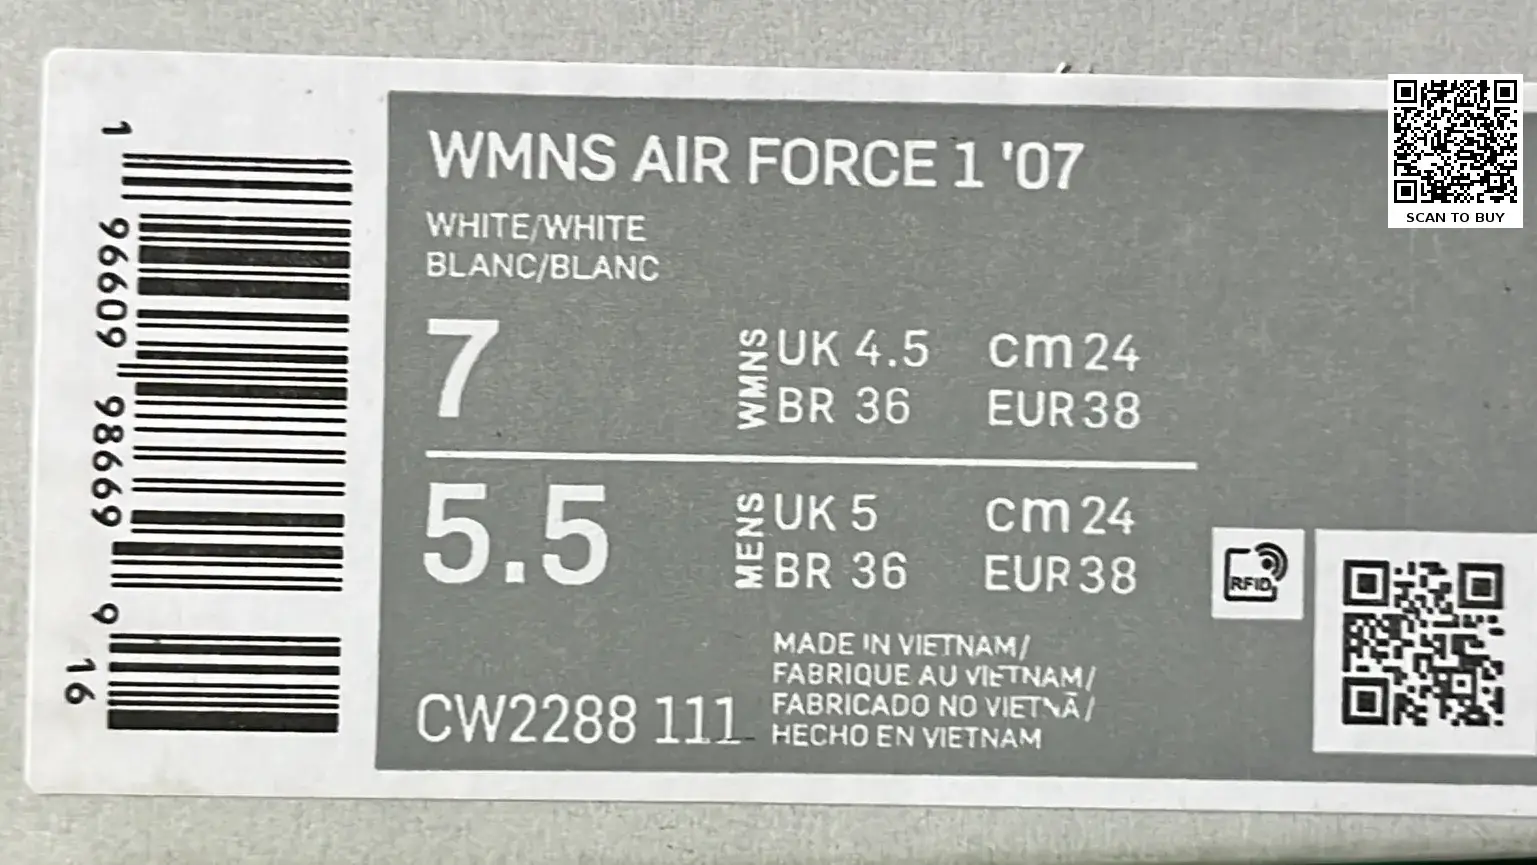 WMNS AIR FORCE 1 '07
WHITE/WHITE
BLANC/BLANC
7
WMNS
UK 4.5 cm 24
BR 36 EUR 38
5.5
MENS
UK 5 cm 24
BR 36 EUR 38
MADE IN VIETNAM/
FABRIQUE AU VIETNAM/
FABRICADO NO VIETNÃ/
HECHO EN VIETNAM
CW2288 111
RFID
SCAN TO BUY
1 96609 98669 9 16